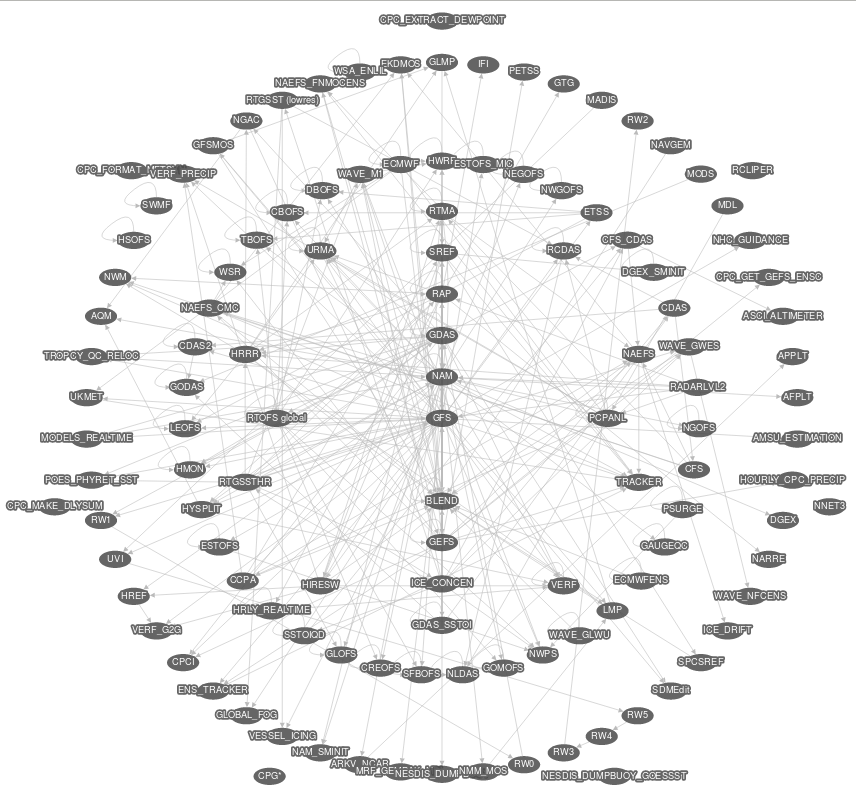 CPC_EXTRACT_DEWPOINT
EKDMOS
GLMP
IFI
PETSS
WSA_ENLIL
NAEFS_FNMOCENS
GTG
RTGSST (lowres)
MADIS
NGAC
RW2
GFSMOS
NAVGEM
ECMWF
HWRF
ESTOFS_MIC
VERF_PRECIP
WAVE_M1
NEGOFS
MODS
RCLIPER
DBOFS
NWGOFS
SWMF
MDL
CBOFS
RTMA
ETSS
HSOFS
TBOFS
CFS_CDAS
NHC_GUIDANCE
URMA
SREF
RCDAS
WSR
DGEX_SMINIT
NWM
CPC_GET_GEFS_ENSC
RAP
NAEFS_CMC
CDAS
AQM
ASCI_ALTIMETER
GDAS
CDAS2
WAVE_GWES
TROPCY_QC_RELOC
HRRR
NAEFS
APPLT
NAM
GODAS
RADARLVL2
UKMET
AFPLT
RTOFS global
GFS
PCPANL
LEOFS
NGOFS
MODELS_REALTIME
AMSU_ESTIMATION
HMON
CFS
POES_PHYRET_SST
RTGSSTHR
TRACKER
HOURLY_CPC_PRECIP
CPC_MAKE_DLYSUM
HYSPLIT
BLEND
PSURGE
NNET3
RW1
DGEX
ESTOFS
GEFS
GAUGEQC
UVI
NARRE
CCPA
HIRESW
ICE_CONCEN
VERF
ECMWFENS
HREF
WAVE_NFCENS
HRLY_REALTIME
LMP
VERF_G2G
GDAS_SSTOI
ICE_DRIFT
SSTOIQD
WAVE_GLWU
CPCI
GLOFS
NWPS
SPCSREF
CREOFS
SFBOFS
NLDAS
GOMOFS
ENS_TRACKER
SDMEdit
GLOBAL_FOG
RW5
VESSEL_ICING
RW4
NAM_SMINIT
RW3
ARKV_NCAR
RW0
NMM_MOS
CPG*
NESDIS_DUMPBUOY_GOESSST